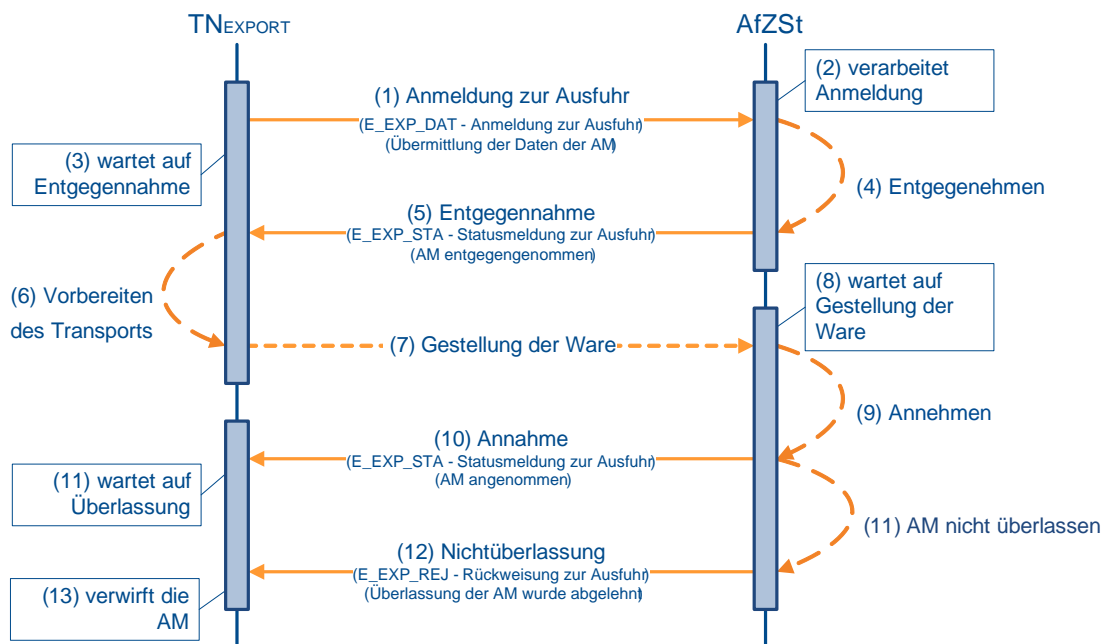 TNEXPORT
AfZSt
(2) verarbeitet
Anmeldung
(1) Anmeldung zur Ausfuhr
(E_EXP_DAT - Anmeldung zur Ausfuhr)
(Übermittlung der Daten der AM)
(3) wartet auf
Entgegennahme
(4) Entgegenehmen
(5) Entgegennahme
(E_EXP_STA - Statusmeldung zur Ausfuhr)
(AM entgegengenommen)
(6) Vorbereiten
des Transports
(8) wartet auf
Gestellung der
Ware
(7) Gestellung der Ware
(9) Annehmen
(10) Annahme
(E_EXP_STA - Statusmeldung zur Ausfuhr)
(AM angenommen)
(11) wartet auf
Überlassung
(11) AM nicht überlassen
(12) Nichtüberlassung
(E_EXP_REJ - Rückweisung zur Ausfuhr)
(Überlassung der AM wurde abgelehnt)
(13) verwirft die
AM